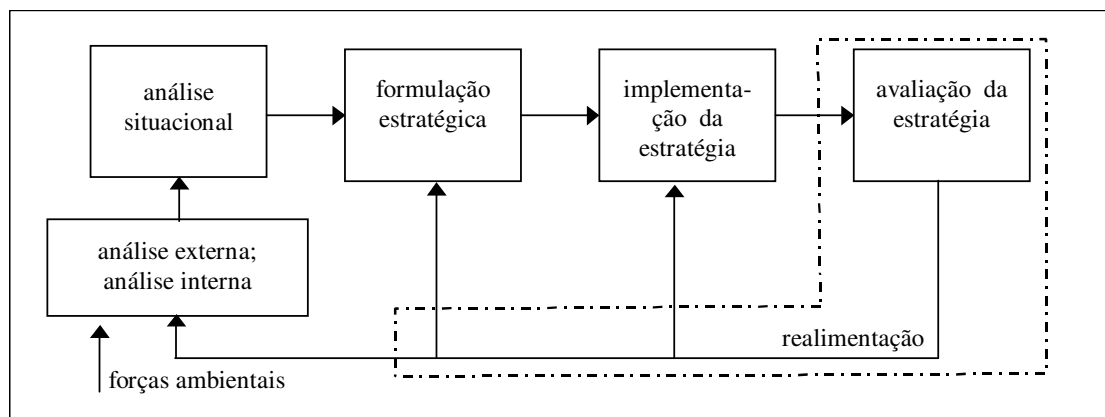 análise
situacional
formulação
estratégica
implementa-
ção da
estratégia
avaliação da
estratégia
análise externa;
análise interna
realimentação
forças ambientais